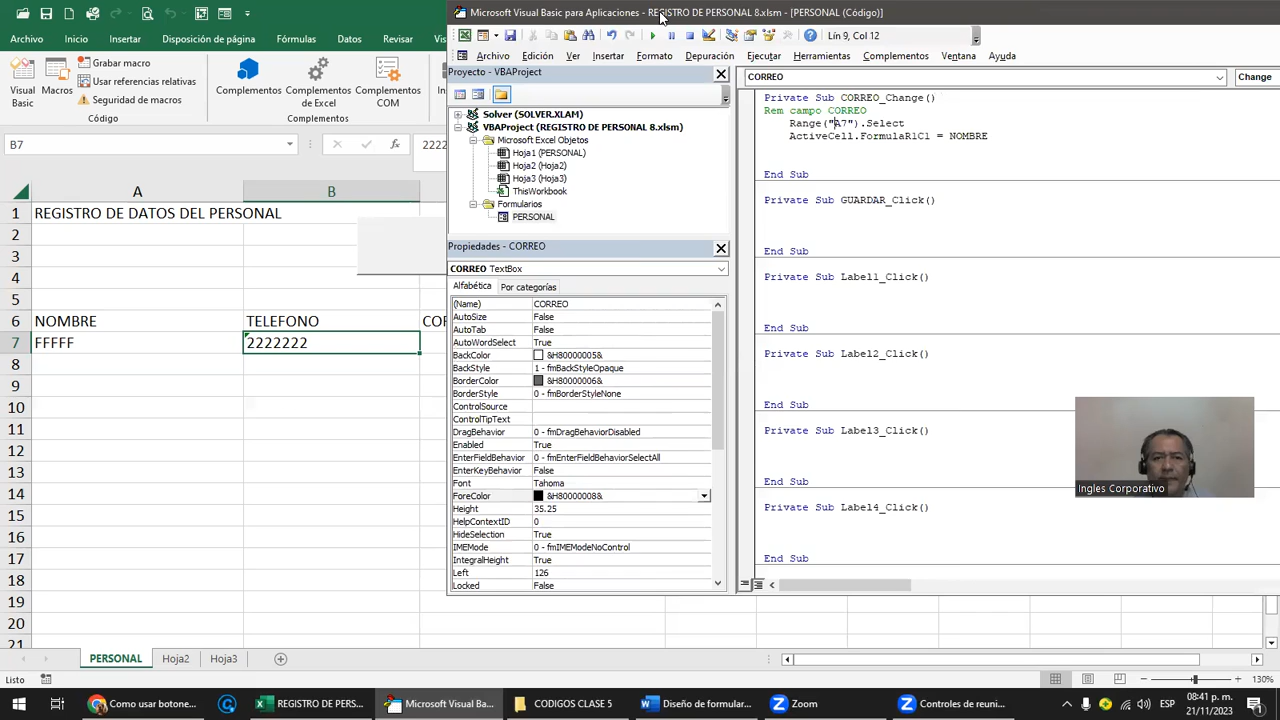 Microsoft Visual Basic para Aplicaciones - REGISTRO DE PERSONAL 8.xlsm - [PERSONAL (Código)]
Archivo Inicio Insertar Disposición de página Fórmulas Datos
Lín 9, Col 12
Archivo Edición Ver Insertar Formato Depuración Ejecutar Herramientas Complementos Ventana Ayuda
Visual Basic
Macros
Grabar macro
Usar referencias relativas
Seguridad de macros
Código
Complementos
Complementos de Excel
Complementos COM
Complementos
B7
2222
Proyecto - VBAProject
Solver (SOLVER.XLAM)
VBAProject (REGISTRO DE PERSONAL 8.xlsm)
Microsoft Excel Objetos
Hoja1 (PERSONAL)
Hoja2 (Hoja2)
Hoja3 (Hoja3)
ThisWorkbook
Formularios
PERSONAL
Propiedades - CORREO
CORREO TextBox
Alfabética Por categorías
(Name) CORREO
AutoSize False
AutoTab False
AutoWordSelect True
BackColor &H80000005&
BackStyle 1 - fmBackStyleOpaque
BorderColor &H80000006&
BorderStyle 0 - fmBorderStyleNone
ControlSource
ControlTipText
DragBehavior 0 - fmDragBehaviorDisabled
Enabled True
EnterFieldBehavior 0 - fmEnterFieldBehaviorSelectAll
EnterKeyBehavior False
Font Tahoma
ForeColor &H80000008&
Height 35.25
HelpContextID 0
HideSelection True
IMEMode 0 - fmIMEModeNoControl
IntegralHeight True
Left 126
Locked False
CORREO Change
Private Sub CORREO_Change()
Rem campo CORREO
Range("A7").Select
ActiveCell.FormulaR1C1 = NOMBRE
End Sub
Private Sub GUARDAR_Click()
End Sub
Private Sub Label1_Click()
End Sub
Private Sub Label2_Click()
End Sub
Private Sub Label3_Click()
End Sub
Private Sub Label4_Click()
End Sub
Ingles Corporativo
A B
1 REGISTRO DE DATOS DEL PERSONAL
2
3
4
5
6 NOMBRE TELEFONO COR
7 FFFFF 2222222
8
9
10
11
12
13
14
15
16
17
18
19
20
21
PERSONAL Hoja2 Hoja3
Listo
130%
Como usar botone...
REGISTRO DE PERS...
Microsoft Visual Ba...
CODIGOS CLASE 5
Diseño de formular...
Zoom
Controles de reuni...
ESP
08:41 p. m.
21/11/2023
1